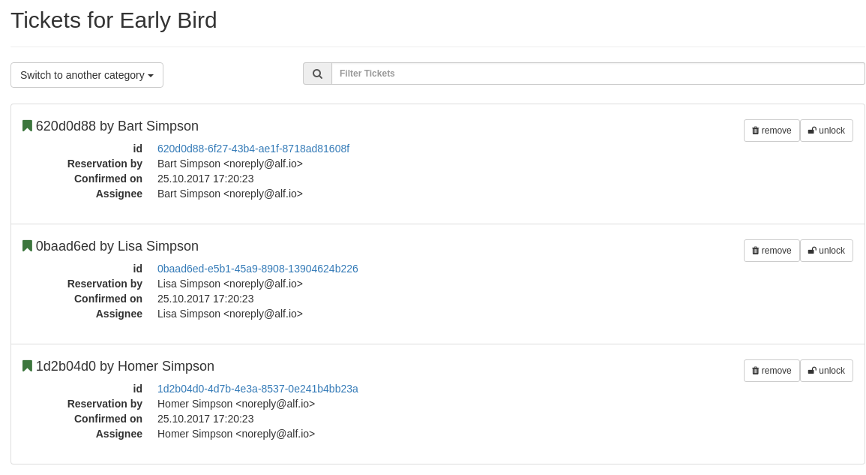 Tickets for Early Bird
Switch to another category
Filter Tickets
620d0d88 by Bart Simpson
remove
unlock
id 620d0d88-6f27-43b4-ae1f-8718ad81608f
Reservation by Bart Simpson <noreply@alf.io>
Confirmed on 25.10.2017 17:20:23
Assignee Bart Simpson <noreply@alf.io>
0baad6ed by Lisa Simpson
remove
unlock
id 0baad6ed-e5b1-45a9-8908-13904624b226
Reservation by Lisa Simpson <noreply@alf.io>
Confirmed on 25.10.2017 17:20:23
Assignee Lisa Simpson <noreply@alf.io>
1d2b04d0 by Homer Simpson
remove
unlock
id 1d2b04d0-4d7b-4e3a-8537-0e241b4bb23a
Reservation by Homer Simpson <noreply@alf.io>
Confirmed on 25.10.2017 17:20:23
Assignee Homer Simpson <noreply@alf.io>